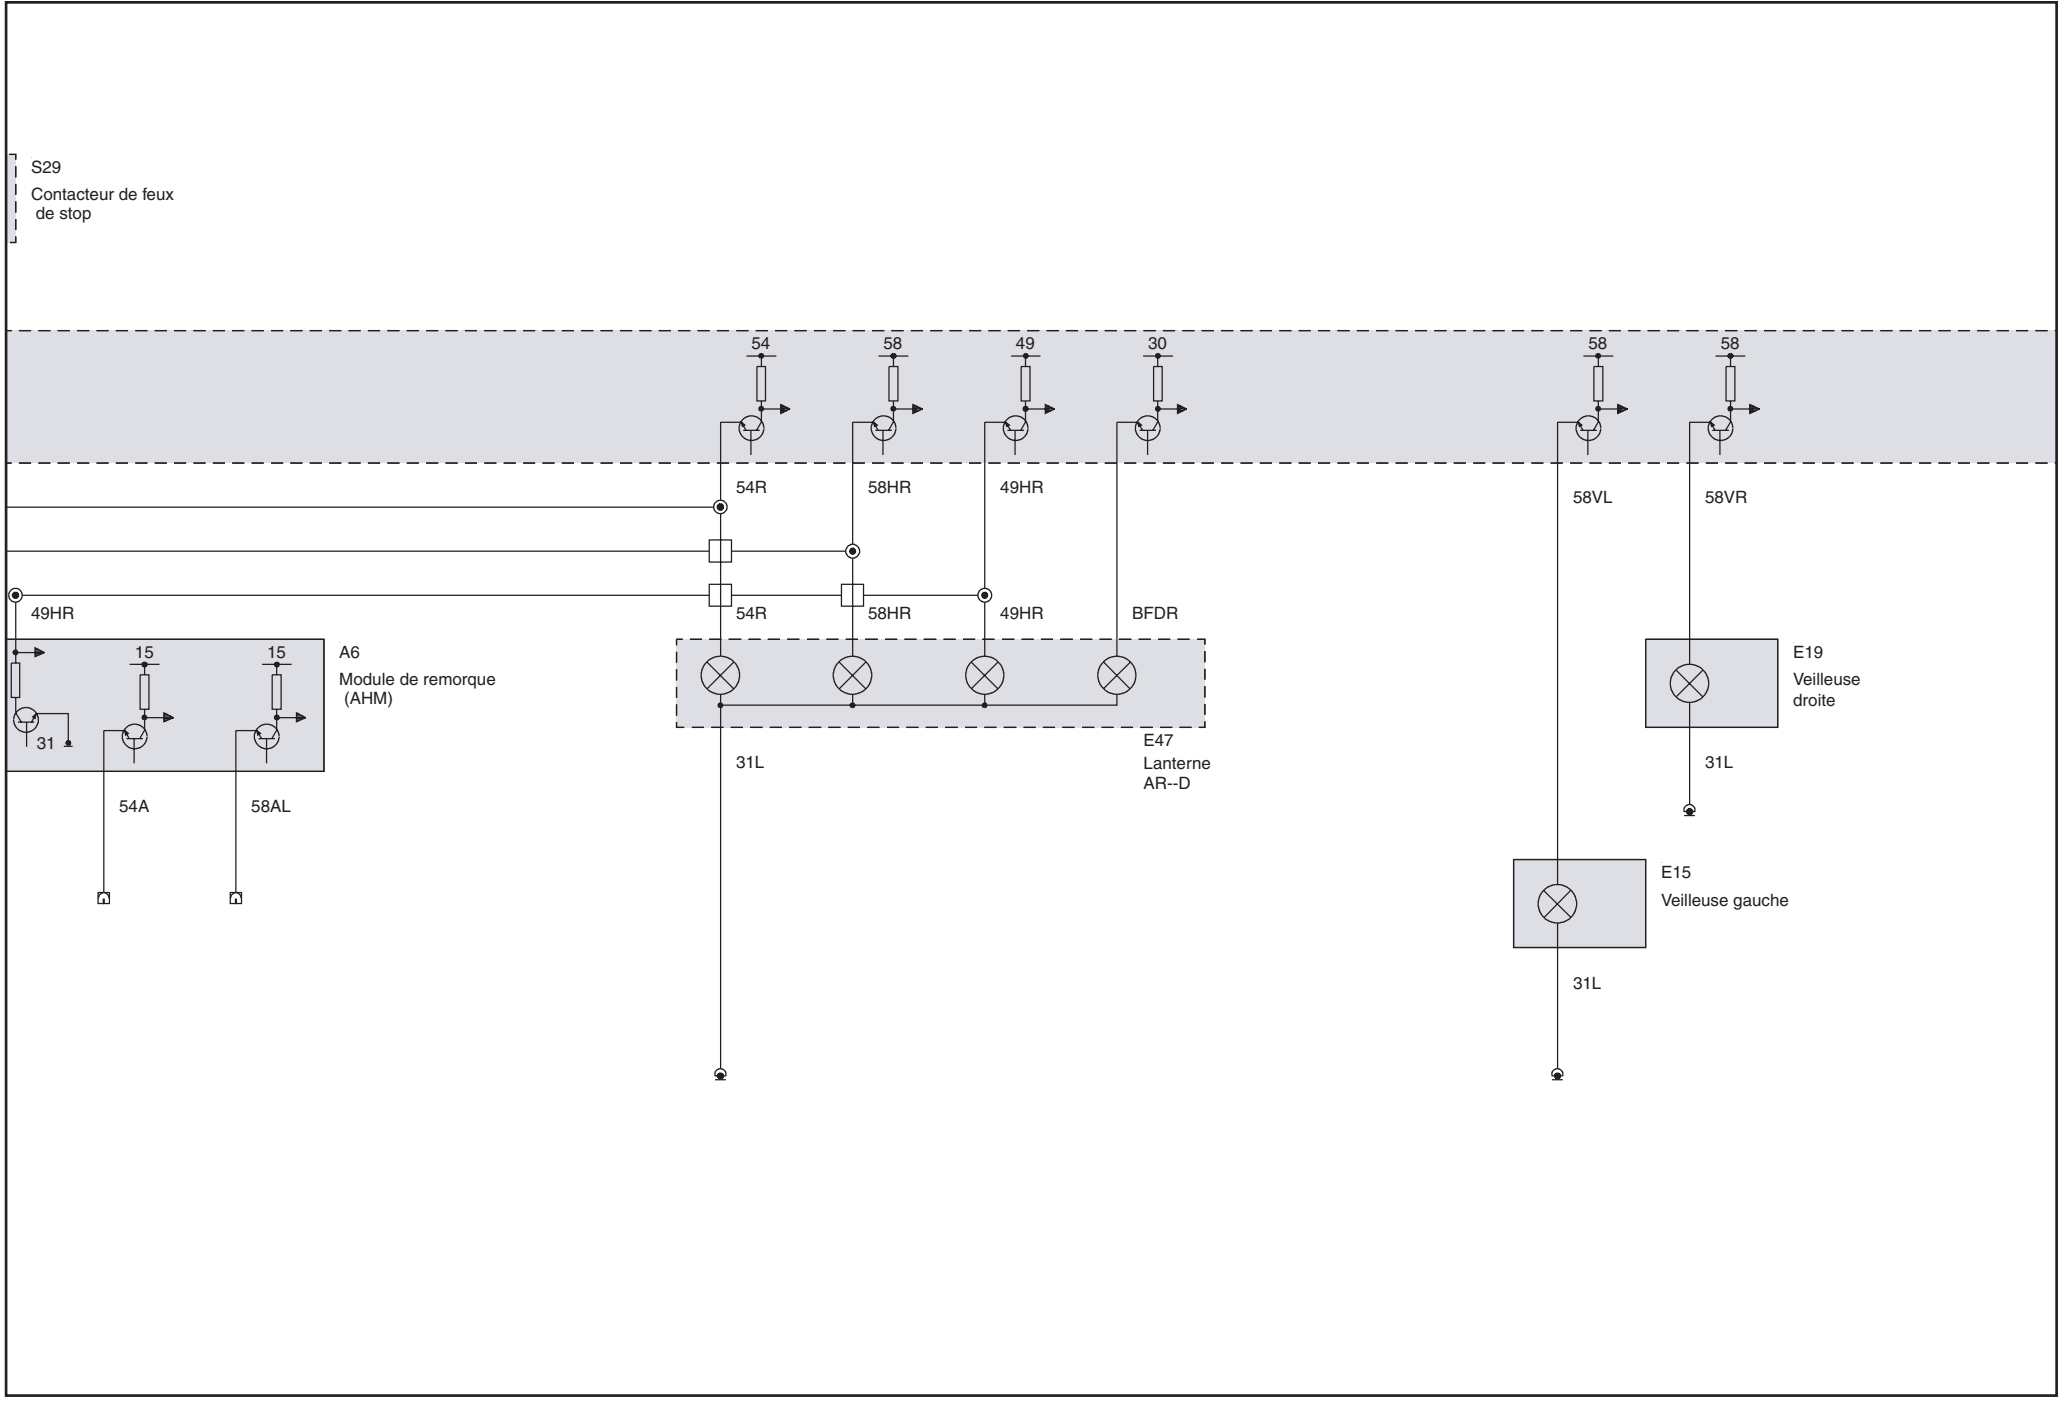 S29
Contacteur de feux
de stop
54 58 49 30 58 58
54R 58HR 49HR 58VL 58VR
49HR 54R 58HR 49HR BFDR
15 15 A6
Module de remorque
(AHM)
31
E19
Veilleuse
droite
E47
Lanterne
AR--D
31L 31L
54A 58AL
E15
Veilleuse gauche
31L